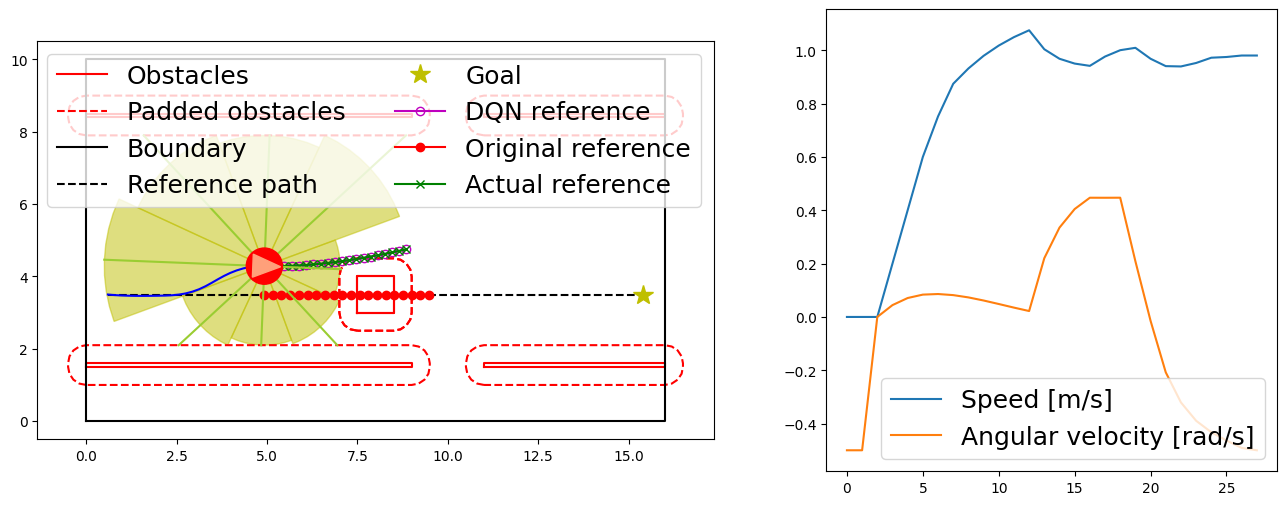 Obstacles
Padded obstacles
Boundary
Reference path
Goal
DQN reference
Original reference
Actual reference
10
8
6
4
2
0
0.0 2.5 5.0 7.5 10.0 12.5 15.0
1.0
0.8
0.6
0.4
0.2
0.0
−0.2
−0.4
Speed [m/s]
Angular velocity [rad/s]
0 5 10 15 20 25